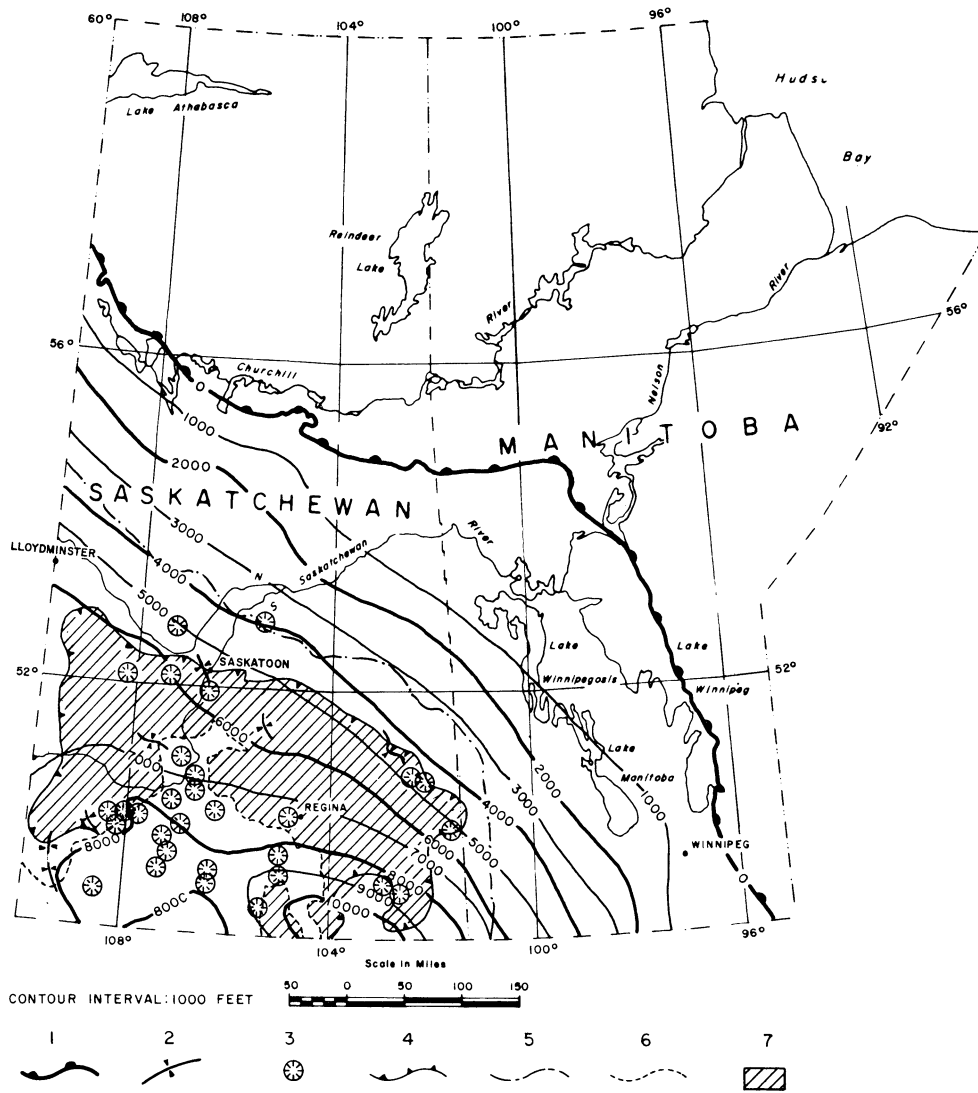 60° 108° 104° 100° 96°
Hudsc
Lake Athabasca
Bay
Reindeer
Lake
River
River
56°
56°
Churchill
Nelson
0
1000
MANITOBA
92°
2000
SASKATCHEWAN
3000
River
LLOYDMINSTER
4000
N
Saskatchewan
5000
S
Lake
Lake
52°
SASKATOON
52°
Winnipegosis
Winnipeg
6000
Lake
7000
2000
Manitoba
3000
1000
REGINA
4000
5000
8000
6000
7000
WINNIPEG
8000
9000
0
800C
10000
108° 104° 100° 96°
Scale in Miles
CONTOUR INTERVAL: 1000 FEET
50 0 50 100 150
1 2 3 4 5 6 7